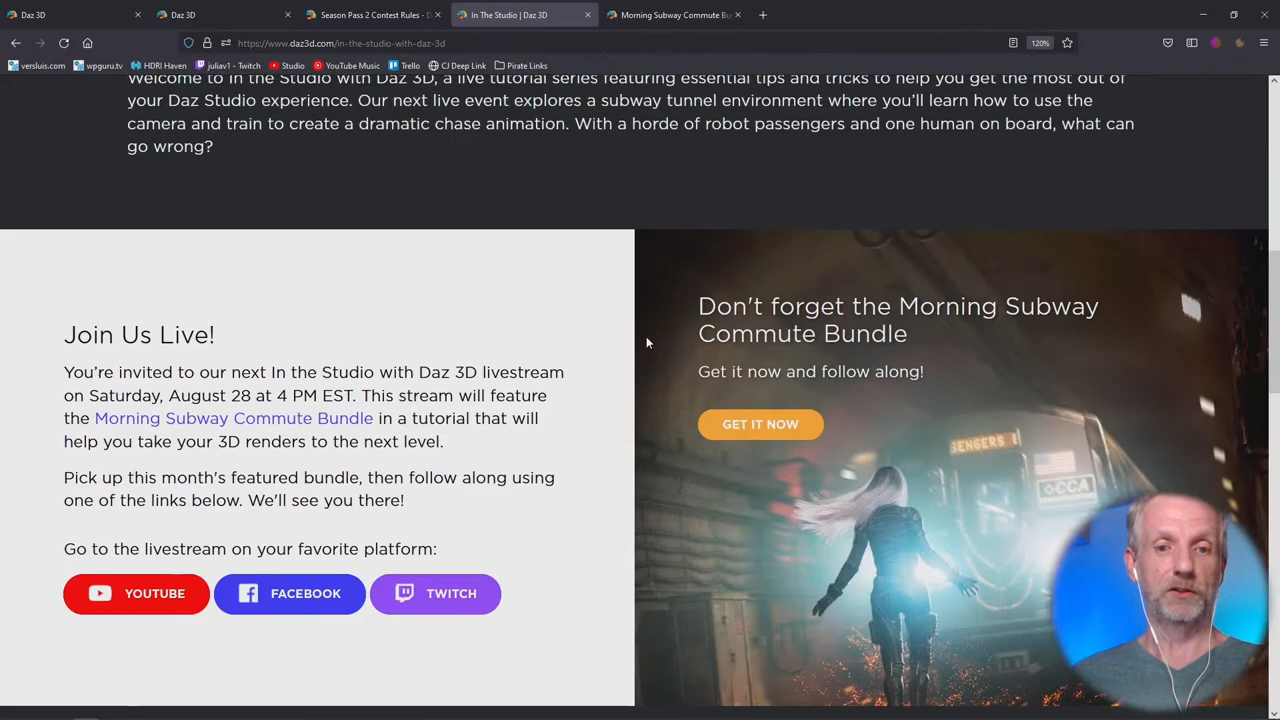 Daz 3D
Daz 3D
Season Pass 2 Contest Rules - D
In The Studio | Daz 3D
Morning Subway Commute Bu
https://www.daz3d.com/in-the-studio-with-daz-3d
120%
versluis.com
wpguru.tv
HDRI Haven
juliav1 - Twitch
Studio
YouTube Music
Trello
CJ Deep Link
Pirate Links
Welcome to In the Studio with Daz 3D, a live tutorial series featuring essential tips and tricks to help you get the most out of
your Daz Studio experience. Our next live event explores a subway tunnel environment where you'll learn how to use the
camera and train to create a dramatic chase animation. With a horde of robot passengers and one human on board, what can
go wrong?
Join Us Live!
You're invited to our next In the Studio with Daz 3D livestream
on Saturday, August 28 at 4 PM EST. This stream will feature
the Morning Subway Commute Bundle in a tutorial that will
help you take your 3D renders to the next level.
Pick up this month's featured bundle, then follow along using
one of the links below. We'll see you there!
Go to the livestream on your favorite platform:
YOUTUBE
FACEBOOK
TWITCH
Don't forget the Morning Subway
Commute Bundle
Get it now and follow along!
GET IT NOW
SENGERS
CCA